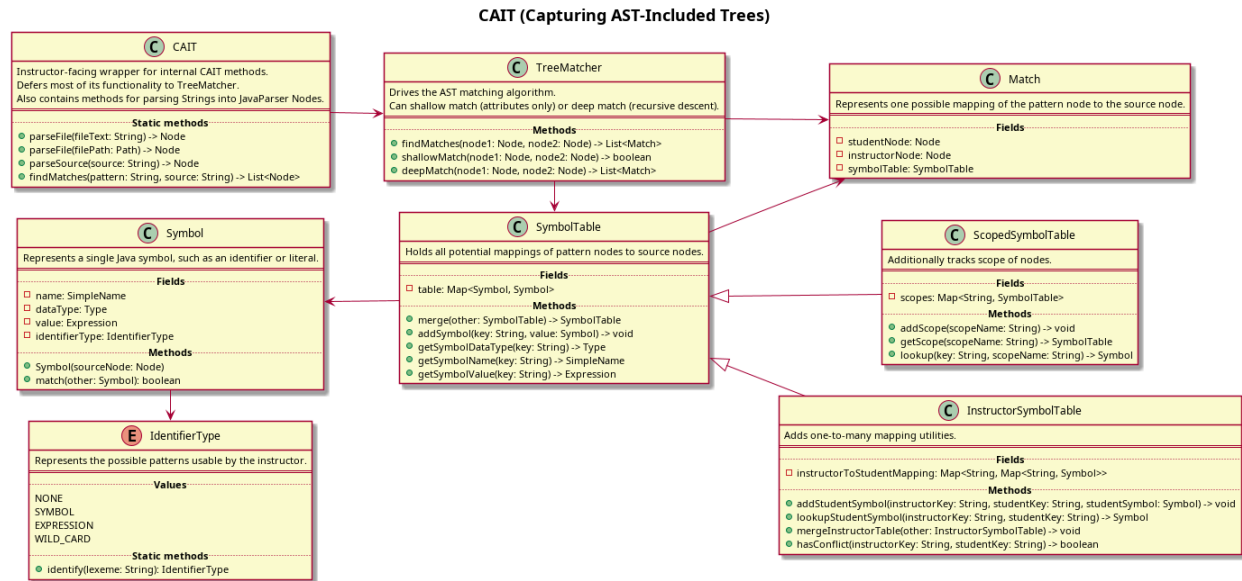 CAIT (Capturing AST-Included Trees)
C CAIT
Instructor-facing wrapper for internal CAIT methods.
Defers most of its functionality to TreeMatcher.
Also contains methods for parsing Strings into JavaParser Nodes.
Static methods
parseFile(fileText: String) -> Node
parseFile(filePath: Path) -> Node
parseSource(source: String) -> Node
findMatches(pattern: String, source: String) -> List<Node>
C TreeMatcher
Drives the AST matching algorithm.
Can shallow match (attributes only) or deep match (recursive descent).
Methods
findMatches(node1: Node, node2: Node) -> List<Match>
shallowMatch(node1: Node, node2: Node) -> boolean
deepMatch(node1: Node, node2: Node) -> List<Match>
C Match
Represents one possible mapping of the pattern node to the source node.
Fields
studentNode: Node
instructorNode: Node
symbolTable: SymbolTable
C Symbol
Represents a single Java symbol, such as an identifier or literal.
Fields
name: SimpleName
dataType: Type
value: Expression
identifierType: IdentifierType
Methods
Symbol(sourceNode: Node)
match(other: Symbol): boolean
C SymbolTable
Holds all potential mappings of pattern nodes to source nodes.
Fields
table: Map<Symbol, Symbol>
Methods
merge(other: SymbolTable) -> SymbolTable
addSymbol(key: String, value: Symbol) -> void
getSymbolDataType(key: String) -> Type
getSymbolName(key: String) -> SimpleName
getSymbolValue(key: String) -> Expression
C ScopedSymbolTable
Additionally tracks scope of nodes.
Fields
scopes: Map<String, SymbolTable>
Methods
addScope(scopeName: String) -> void
getScope(scopeName: String) -> SymbolTable
lookup(key: String, scopeName: String) -> Symbol
E IdentifierType
Represents the possible patterns usable by the instructor.
Values
NONE
SYMBOL
EXPRESSION
WILD_CARD
Static methods
identify(lexeme: String): IdentifierType
C InstructorSymbolTable
Adds one-to-many mapping utilities.
Fields
instructorToStudentMapping: Map<String, Map<String, Symbol>>
Methods
addStudentSymbol(instructorKey: String, studentKey: String, studentSymbol: Symbol) -> void
lookupStudentSymbol(instructorKey: String, studentKey: String) -> Symbol
mergeInstructorTable(other: InstructorSymbolTable) -> void
hasConflict(instructorKey: String, studentKey: String) -> boolean